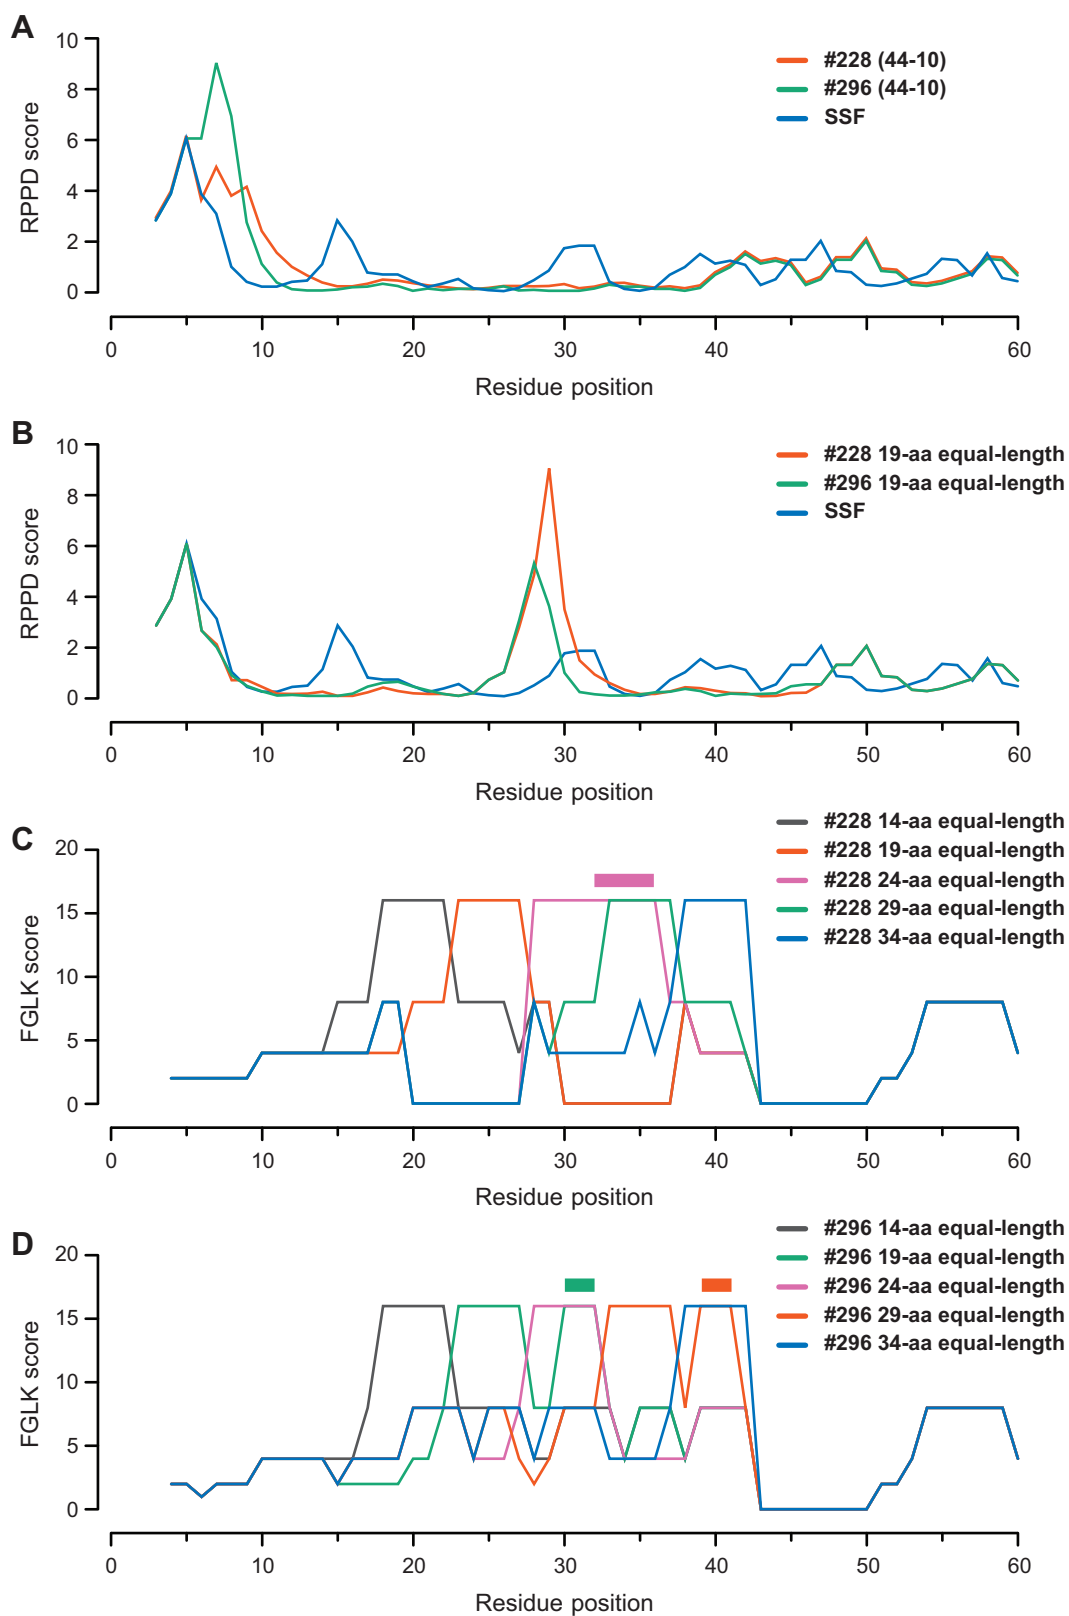 A
10
8
6
4
2
0
RPPD score
#228 (44-10)
#296 (44-10)
SSF
0 10 20 30 40 50 60
Residue position
B
10
8
6
4
2
0
RPPD score
#228 19-aa equal-length
#296 19-aa equal-length
SSF
0 10 20 30 40 50 60
Residue position
C
20
15
10
5
0
FGLK score
#228 14-aa equal-length
#228 19-aa equal-length
#228 24-aa equal-length
#228 29-aa equal-length
#228 34-aa equal-length
0 10 20 30 40 50 60
Residue position
D
20
15
10
5
0
FGLK score
#296 14-aa equal-length
#296 19-aa equal-length
#296 24-aa equal-length
#296 29-aa equal-length
#296 34-aa equal-length
0 10 20 30 40 50 60
Residue position